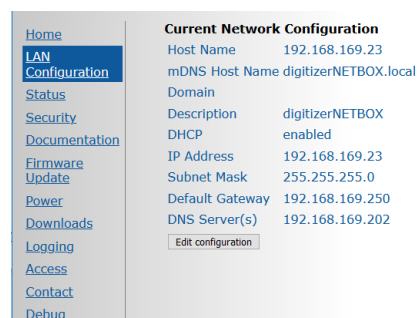 Home
LAN
Configuration
Status
Security
Documentation
Firmware
Update
Power
Downloads
Logging
Access
Contact
Debug
Current Network Configuration
Host Name 192.168.169.23
mDNS Host Name digitizerNETBOX.local
Domain
Description digitizerNETBOX
DHCP enabled
IP Address 192.168.169.23
Subnet Mask 255.255.255.0
Default Gateway 192.168.169.250
DNS Server(s) 192.168.169.202
Edit configuration